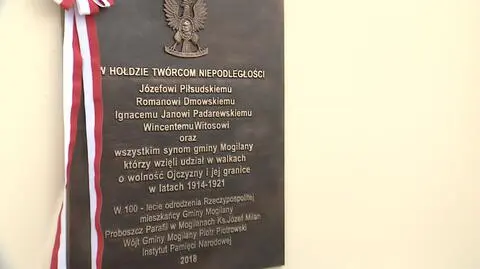 W HOŁDZIE TWÓRCOM NIEPODLEGŁOŚCI
Józefowi Piłsudskiemu
Romanowi Dmowskiemu
Ignacemu Janowi Padarewskiemu
Wincentemu Witosowi
oraz
wszystkim synom gminy Mogilany
którzy wzięli udział w walkach
o wolność Ojczyzny i jej granice
w latach 1914-1921
W 100 - lecie odrodzenia Rzeczypospolitej
mieszkańcy Gminy Mogilany
Proboszcz Parafii w Mogilanach Ks.Józef Milan
Wójt Gminy Mogilany Piotr Piotrowski
Instytut Pamięci Narodowej
2018